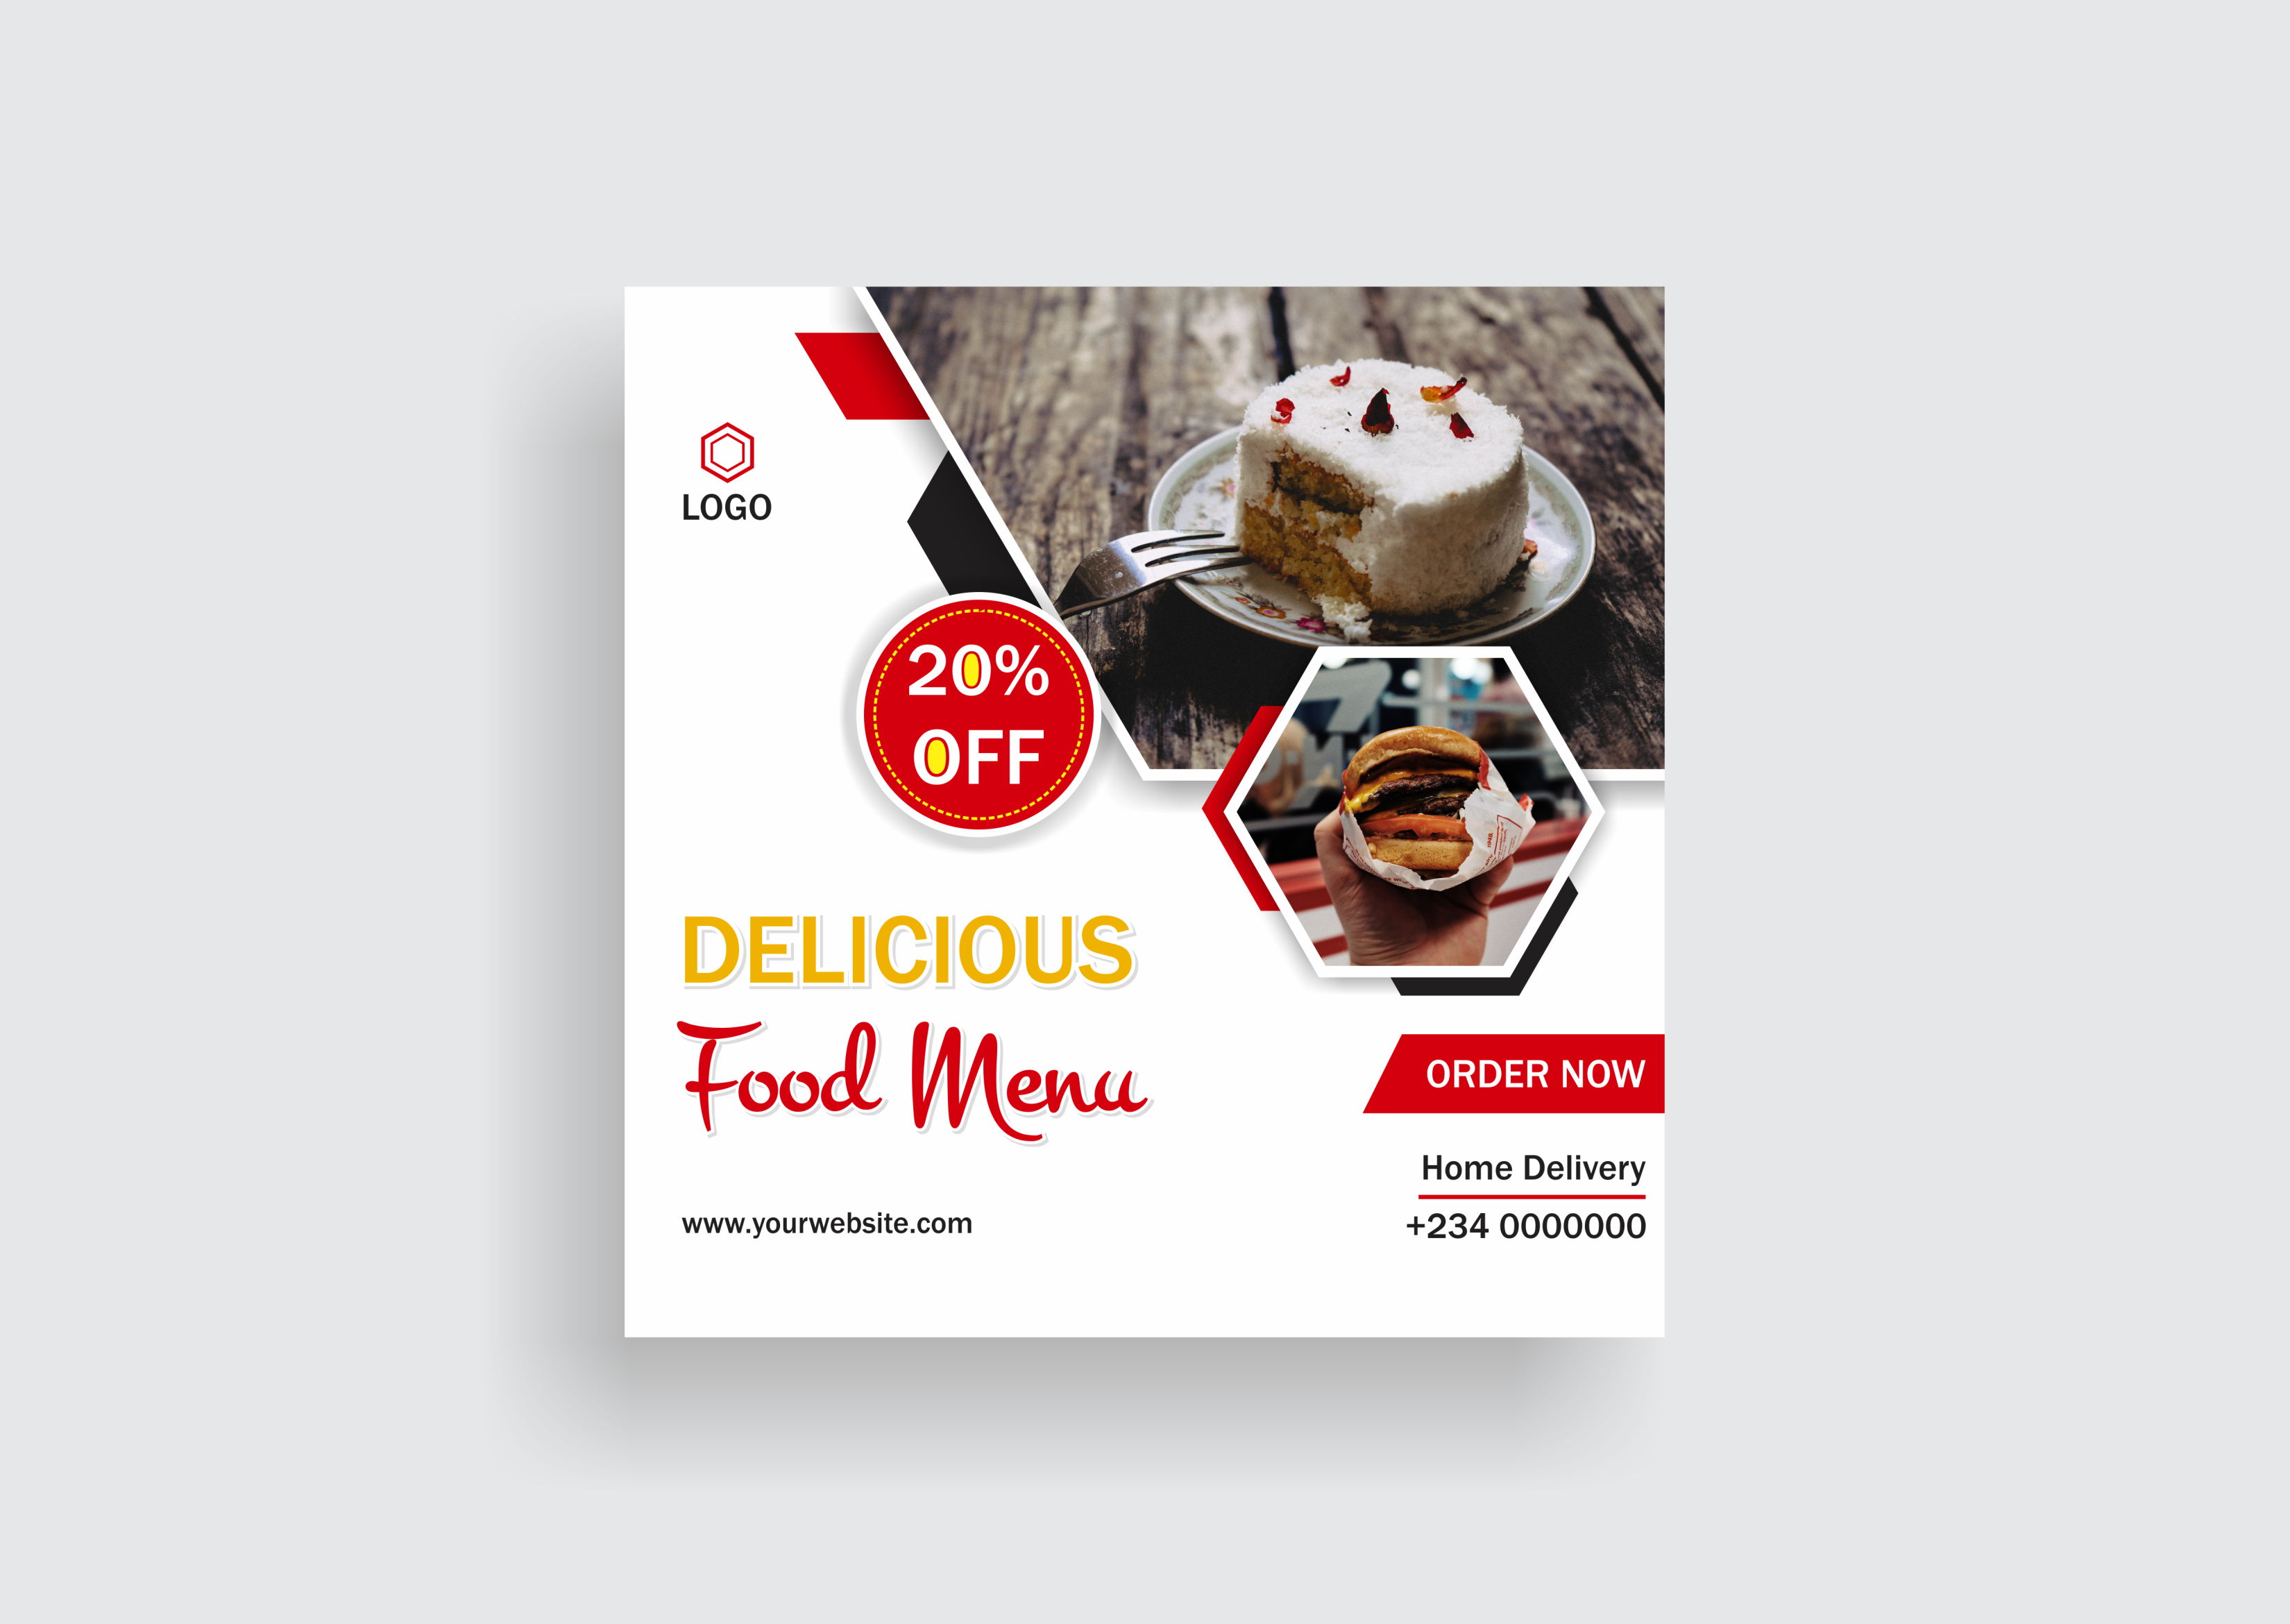 LOGO
20%
OFF
DELICIOUS
Food Menu
ORDER NOW
Home Delivery
www.yourwebsite.com
+234 0000000